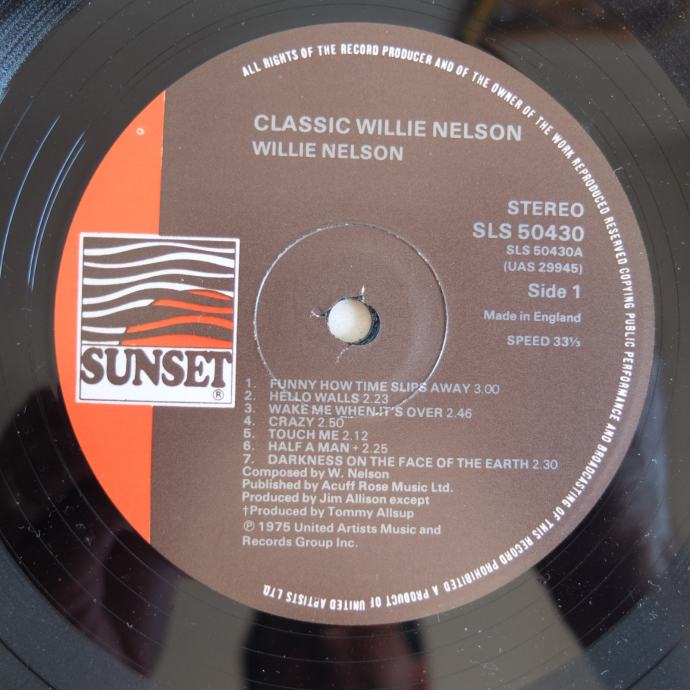 ALL RIGHTS OF THE RECORD PRODUCER AND OF THE OWNER OF THE WORK REPRODUCED RESERVED COPYING PUBLIC PERFORMANCE AND BROADCASTING OF THIS RECORD PROHIBITED A PRODUCT OF UNITED ARTISTS LTD
CLASSIC WILLIE NELSON
WILLIE NELSON
STEREO
SLS 50430
SLS 50430A
(UAS 29945)
Side 1
Made in England
SPEED 33⅓
SUNSET
®
1. FUNNY HOW TIME SLIPS AWAY 3.00
2. HELLO WALLS 2.23
3. WAKE ME WHEN IT'S OVER 2.46
4. CRAZY 2.50
5. TOUCH ME 2.12
6. HALF A MAN + 2.25
7. DARKNESS ON THE FACE OF THE EARTH 2.30
Composed by W. Nelson
Published by Acuff Rose Music Ltd.
Produced by Jim Allison except
†Produced by Tommy Allsup
℗ 1975 United Artists Music and
Records Group Inc.